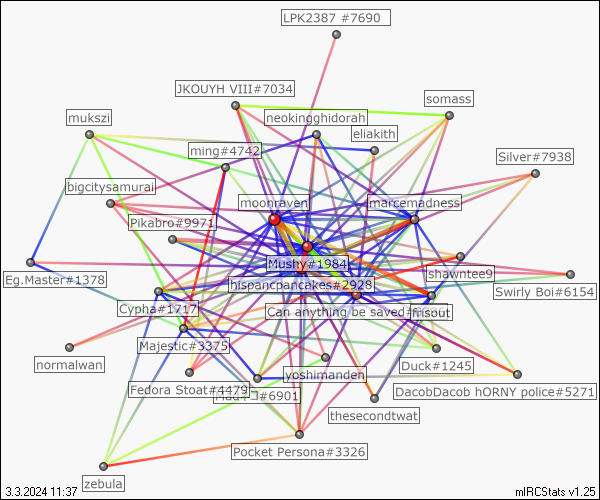 LPK2387 #7690
JKOUYH VIII#7034
somass
mukszi
neokingghidorah
eliakith
ming#4742
Silver#7938
bigcitysamurai
moonraven
marcemadness
Pikabro#9971
Mushy#1984
shawntee9
Eg.Master#1378
hispancpancakes#2928
Swirly Boi#6154
Cypha#1717
Can anything be saved#
frisout
Majestic#3375
normalwan
Duck#1245
yoshimanden
Fedora Stoat#4479
#6901
DacobDacob hORNY police#5271
thesecondtwat
Pocket Persona#3326
zebula
3.3.2024 11:37
mIRCStats v1.25